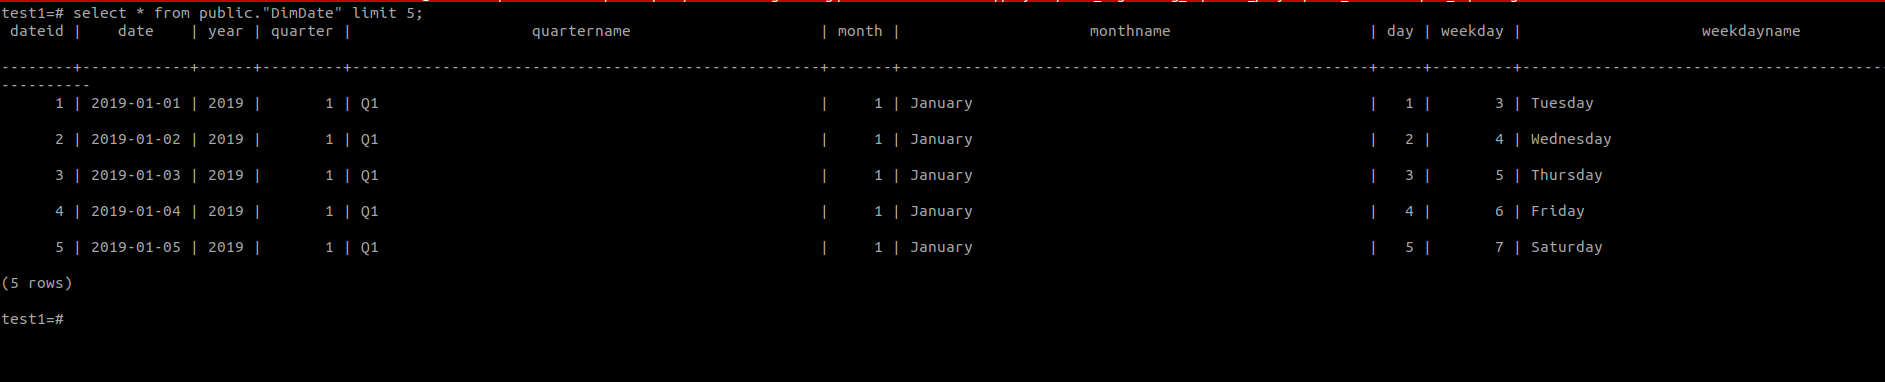 test1=# select * from public."DimDate" limit 5;
 dateid |    date    | year | quarter |                    quartername                     | month |                     monthname                      | day | weekday |                    weekdayname
--------+------------+------+---------+----------------------------------------------------+-------+----------------------------------------------------+-----+---------+----------------------------------------
----------
      1 | 2019-01-01 | 2019 |       1 | Q1                                                 |     1 | January                                            |   1 |       3 | Tuesday
      2 | 2019-01-02 | 2019 |       1 | Q1                                                 |     1 | January                                            |   2 |       4 | Wednesday
      3 | 2019-01-03 | 2019 |       1 | Q1                                                 |     1 | January                                            |   3 |       5 | Thursday
      4 | 2019-01-04 | 2019 |       1 | Q1                                                 |     1 | January                                            |   4 |       6 | Friday
      5 | 2019-01-05 | 2019 |       1 | Q1                                                 |     1 | January                                            |   5 |       7 | Saturday
(5 rows)
test1=#